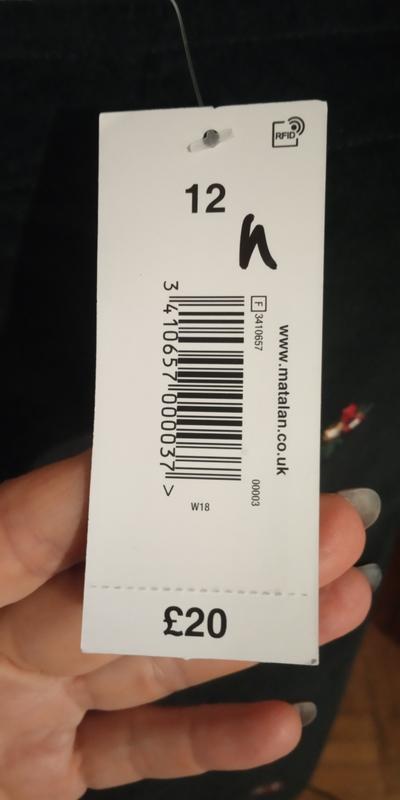 RFID
12
3 410657 000037 >
F 3410657
00003
www.matalan.co.uk
W18
£20